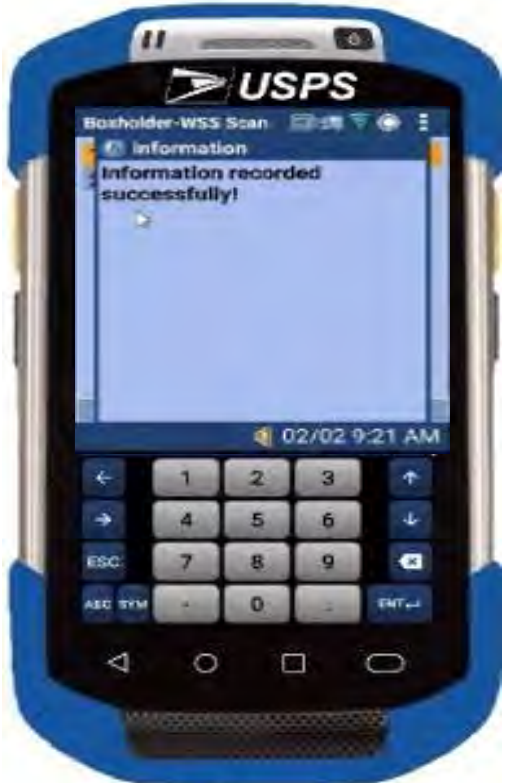 USPS
Boxholder-WSS Scan
Information
Information recorded
successfully!
02/02 9:21 AM
1 2 3
4 5 6
ESC 7 8 9
ABC SYM - 0 . ENT